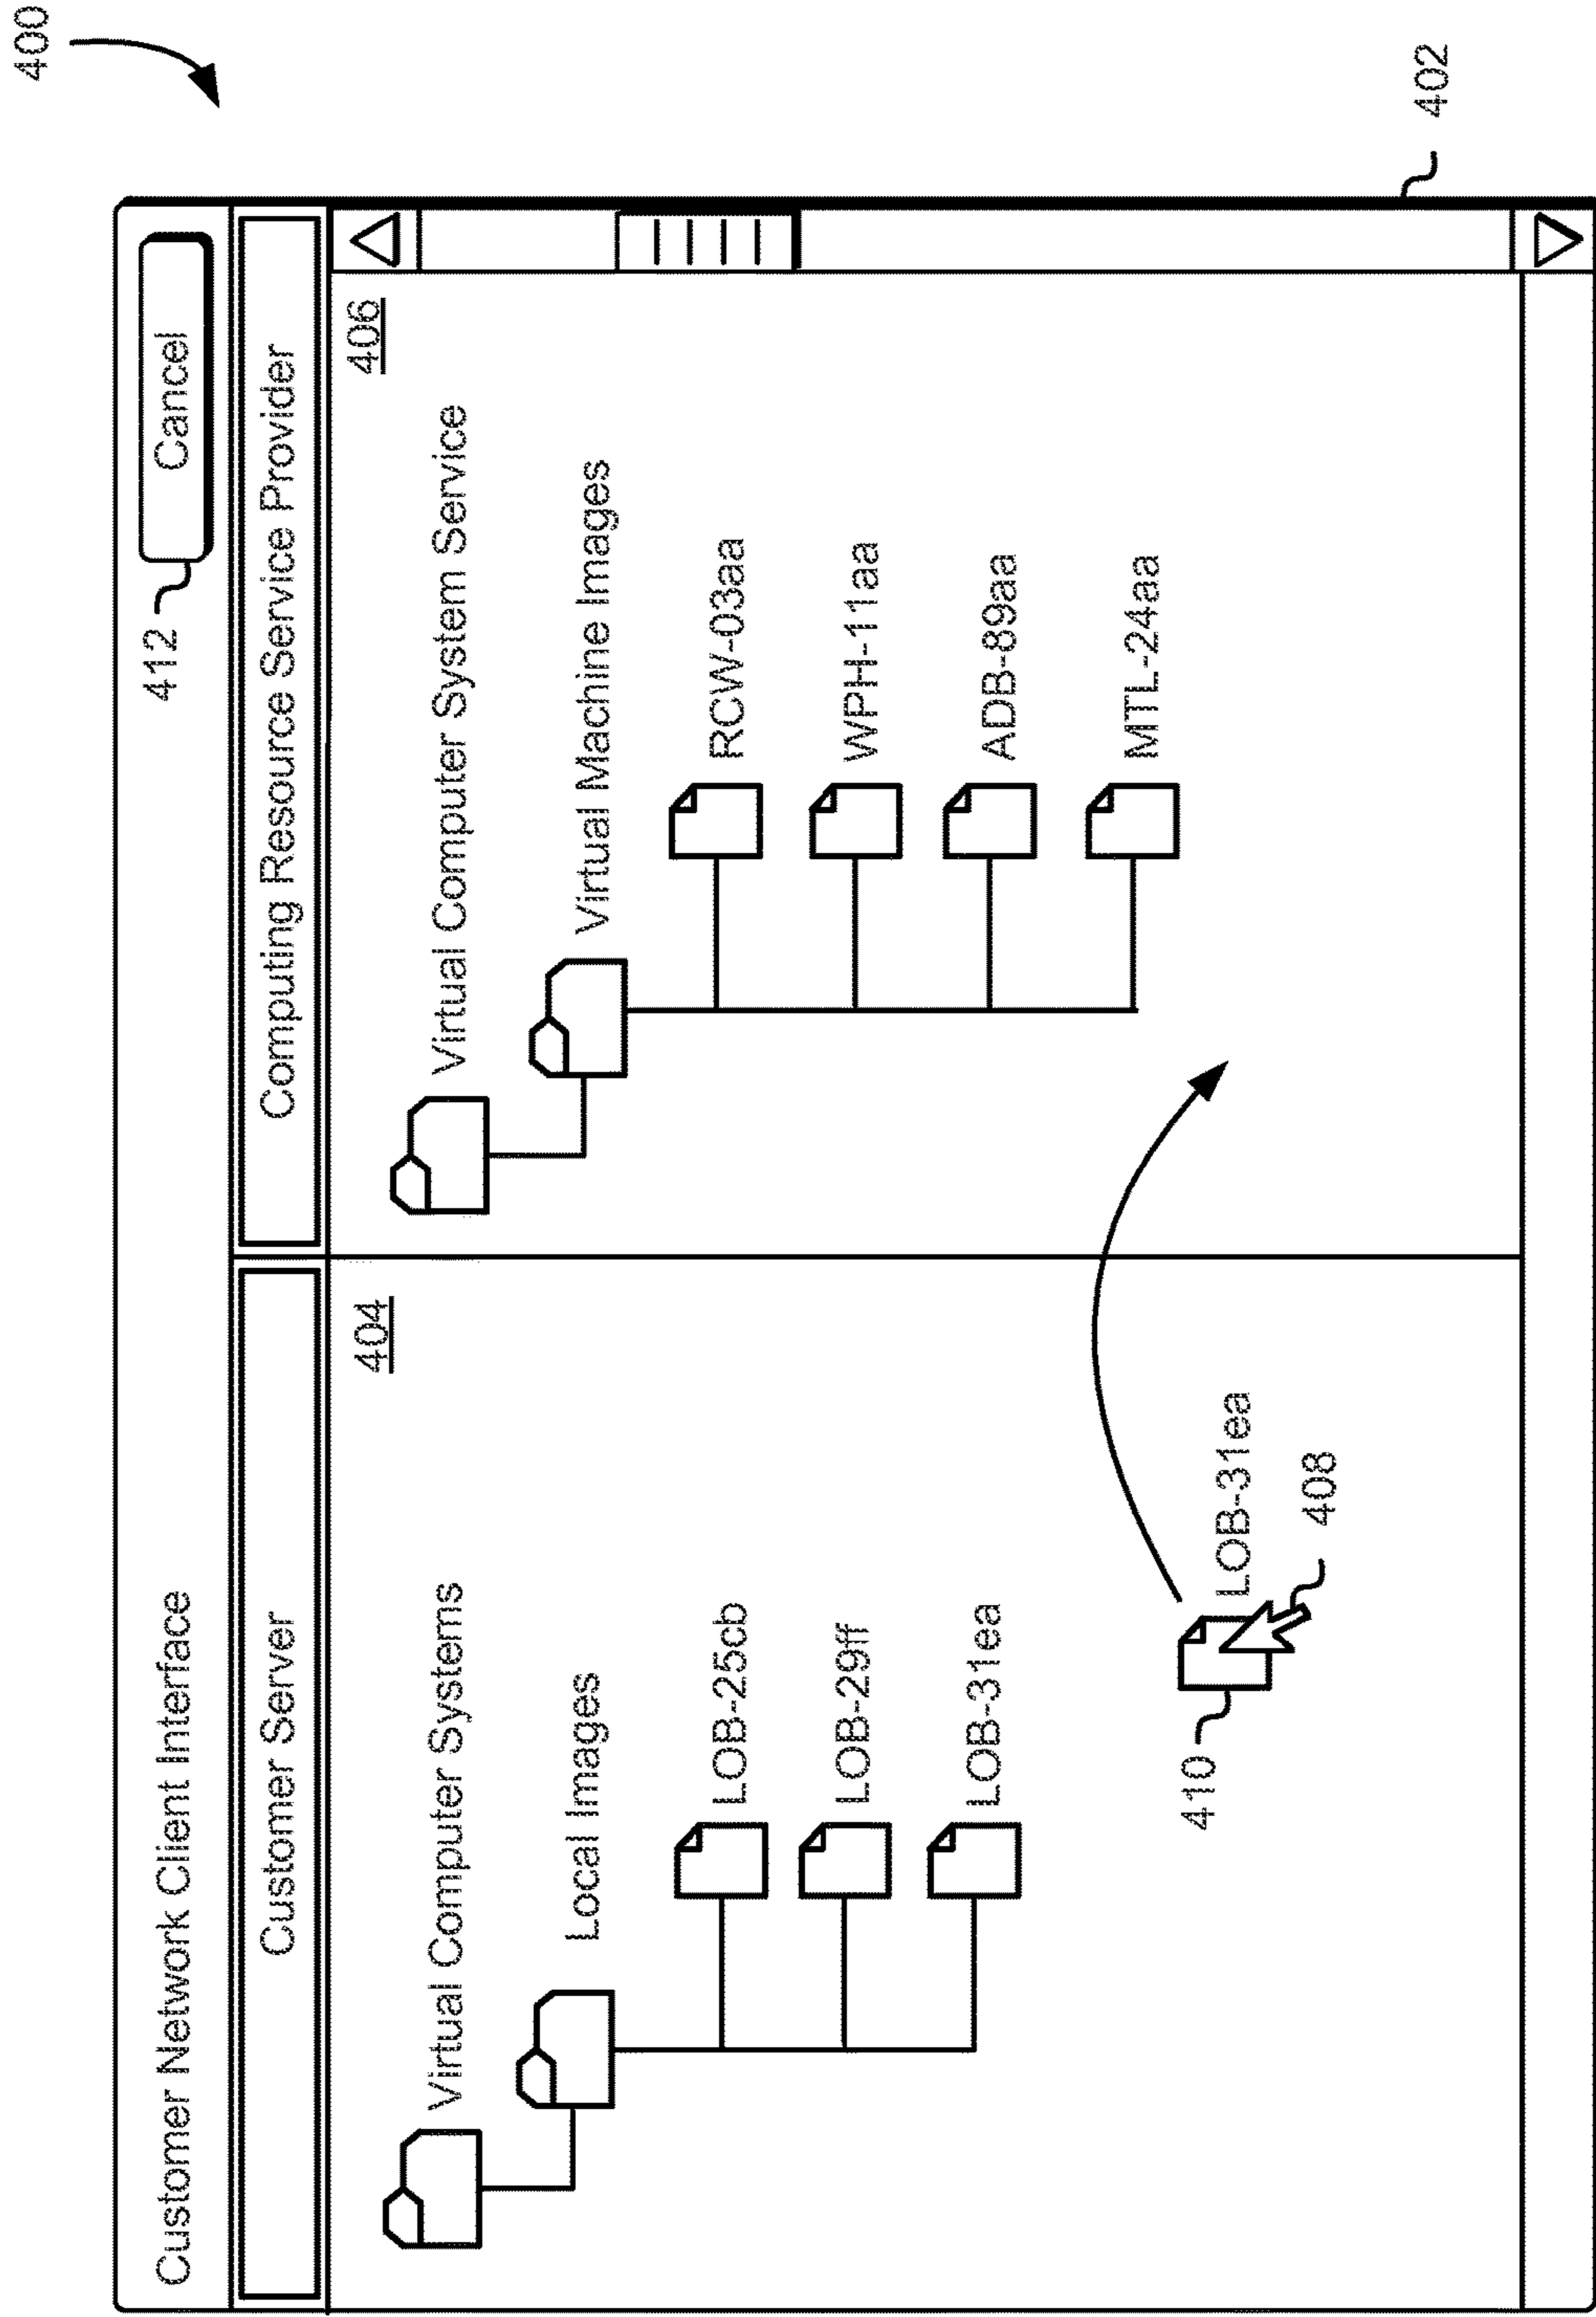 400
Customer Network Client Interface
412
Cancel
Customer Server
Computing Resource Service Provider
404
Virtual Computer Systems
Local Images
LOB-25cb
LOB-29ff
LOB-31ea
410
LOB-31ea
408
406
Virtual Computer System Service
Virtual Machine Images
RCW-03aa
WPH-11aa
ADB-89aa
MTL-24aa
402